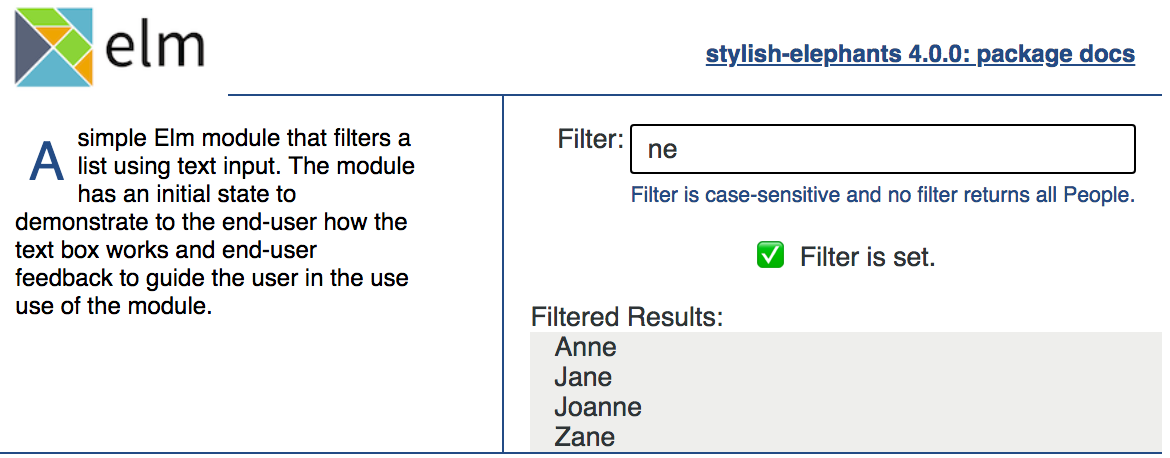 elm
stylish-elephants 4.0.0: package docs
A simple Elm module that filters a
list using text input. The module
has an initial state to
demonstrate to the end-user how the
text box works and end-user
feedback to guide the user in the use
use of the module.
Filter: ne
Filter is case-sensitive and no filter returns all People.
Filter is set.
Filtered Results:
Anne
Jane
Joanne
Zane